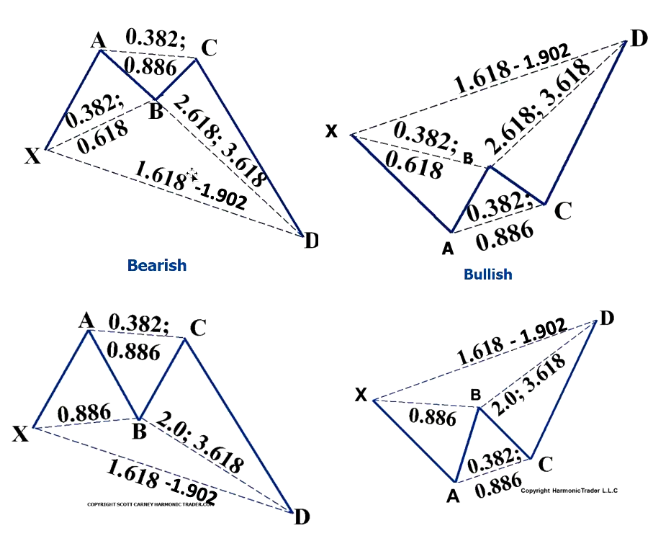 A
0.382;
C
0.886
B
0.382;
0.618
2.618; 3.618
X
1.618 -1.902
D
Bearish
D
1.618 - 1.902
2.618; 3.618
X
0.382;
B
0.618
0.382;
C
0.886
A
Bullish
A
0.382;
C
0.886
0.886
X
B
2.0; 3.618
1.618 -1.902
COPYRIGHT SCOTT CARNEY HARMONIC TRADER.COM
D
D
1.618 - 1.902
X
B
2.0; 3.618
0.886
0.382;
C
0.886
A
Copyright HarmonicTrader L.L.C